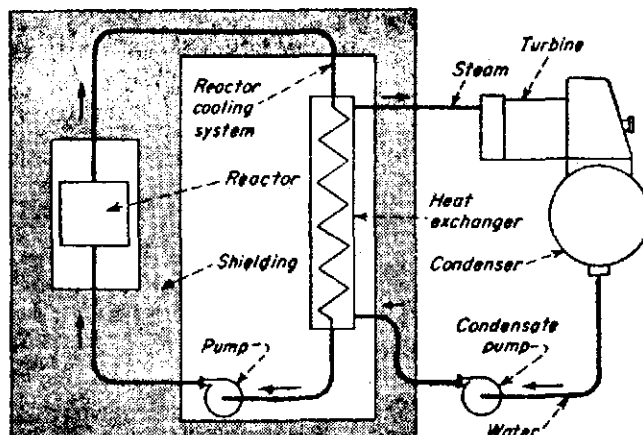 Turbine
Steam
Reactor
cooling
system
Reactor
Heat
exchanger
Shielding
Condenser
Pump
Condensate
pump
Water